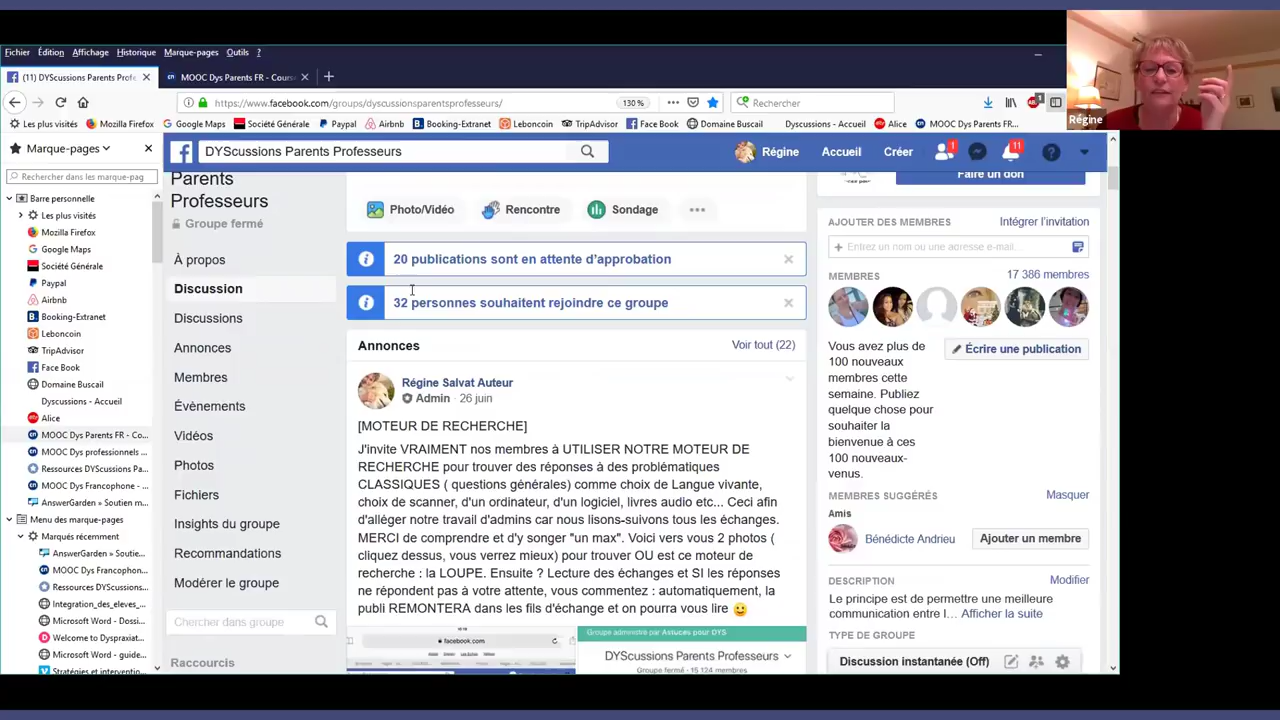 Fichier Édition Affichage Historique Marque-pages Outils ?
(11) DYScussions Parents Profe
MOOC Dys Parents FR - Cours
https://www.facebook.com/groups/dyscussionsparentsprofesseurs/
130 %
Rechercher
Régine
Les plus visités Mozilla Firefox Google Maps Société Générale Paypal Airbnb Booking-Extranet Leboncoin TripAdvisor Face Book Domaine Buscail Dyscussions - Accueil Alice MOOC Dys Parents FR...
Marque-pages
Rechercher dans les marque-pag
Barre personnelle
Les plus visités
Mozilla Firefox
Google Maps
Société Générale
Paypal
Airbnb
Booking-Extranet
Leboncoin
TripAdvisor
Face Book
Domaine Buscail
Dyscussions - Accueil
Alice
MOOC Dys Parents FR - Co...
MOOC Dys professionnels ...
Ressources DYScussions Pa
MOOC Dys Francophone - ...
AnswerGarden » Soutien m
Menu des marque-pages
Marqués récemment
AnswerGarden » Soutie...
MOOC Dys Francophon...
Ressources DYScussions...
Integration_des_eleves_...
Microsoft Word - Dossi...
Welcome to Dyspraxiat...
Microsoft Word - guide...
Stratégies et interventio...
DYScussions Parents Professeurs
Régine
Accueil
Créer
1
11
Parents
Professeurs
Groupe fermé
À propos
Discussion
Discussions
Annonces
Membres
Évènements
Vidéos
Photos
Fichiers
Insights du groupe
Recommandations
Modérer le groupe
Chercher dans groupe
Raccourcis
Photo/Vidéo
Rencontre
Sondage
20 publications sont en attente d'approbation
32 personnes souhaitent rejoindre ce groupe
Annonces
Voir tout (22)
Régine Salvat Auteur
Admin · 26 juin
[MOTEUR DE RECHERCHE]
J'invite VRAIMENT nos membres à UTILISER NOTRE MOTEUR DE
RECHERCHE pour trouver des réponses à des problématiques
CLASSIQUES ( questions générales) comme choix de Langue vivante,
choix de scanner, d'un ordinateur, d'un logiciel, livres audio etc... Ceci afin
d'alléger notre travail d'admins car nous lisons-suivons tous les échanges.
MERCI de comprendre et d'y songer "un max". Voici vers vous 2 photos (
cliquez dessus, vous verrez mieux) pour trouver OU est ce moteur de
recherche : la LOUPE. Ensuite ? Lecture des échanges et SI les réponses
ne répondent pas à votre attente, vous commentez : automatiquement, la
publi REMONTERA dans les fils d'échange et on pourra vous lire
facebook.com
Groupe administré par Astuces pour DYS
DYScussions Parents Professeurs
Groupe fermé · 15 124 membres
Faire un don
AJOUTER DES MEMBRES
Intégrer l'invitation
Entrez un nom ou une adresse e-mail...
MEMBRES
17 386 membres
Vous avez plus de
100 nouveaux
membres cette
semaine. Publiez
quelque chose pour
souhaiter la
bienvenue à ces
100 nouveaux-
venus.
Écrire une publication
MEMBRES SUGGÉRÉS
Masquer
Amis
Bénédicte Andrieu
Ajouter un membre
DESCRIPTION
Modifier
Le principe est de permettre une meilleure
communication entre l... Afficher la suite
TYPE DE GROUPE
Discussion instantanée (Off)